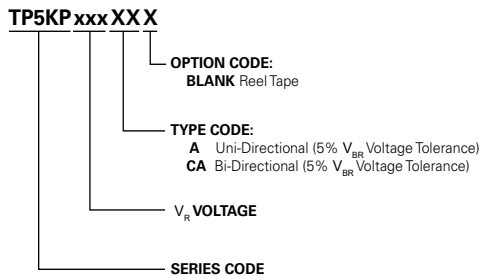 TP5KP xxx XX X
OPTION CODE:
BLANK Reel Tape
TYPE CODE:
A Uni-Directional (5% VBR Voltage Tolerance)
CA Bi-Directional (5% VBR Voltage Tolerance)
VR VOLTAGE
SERIES CODE